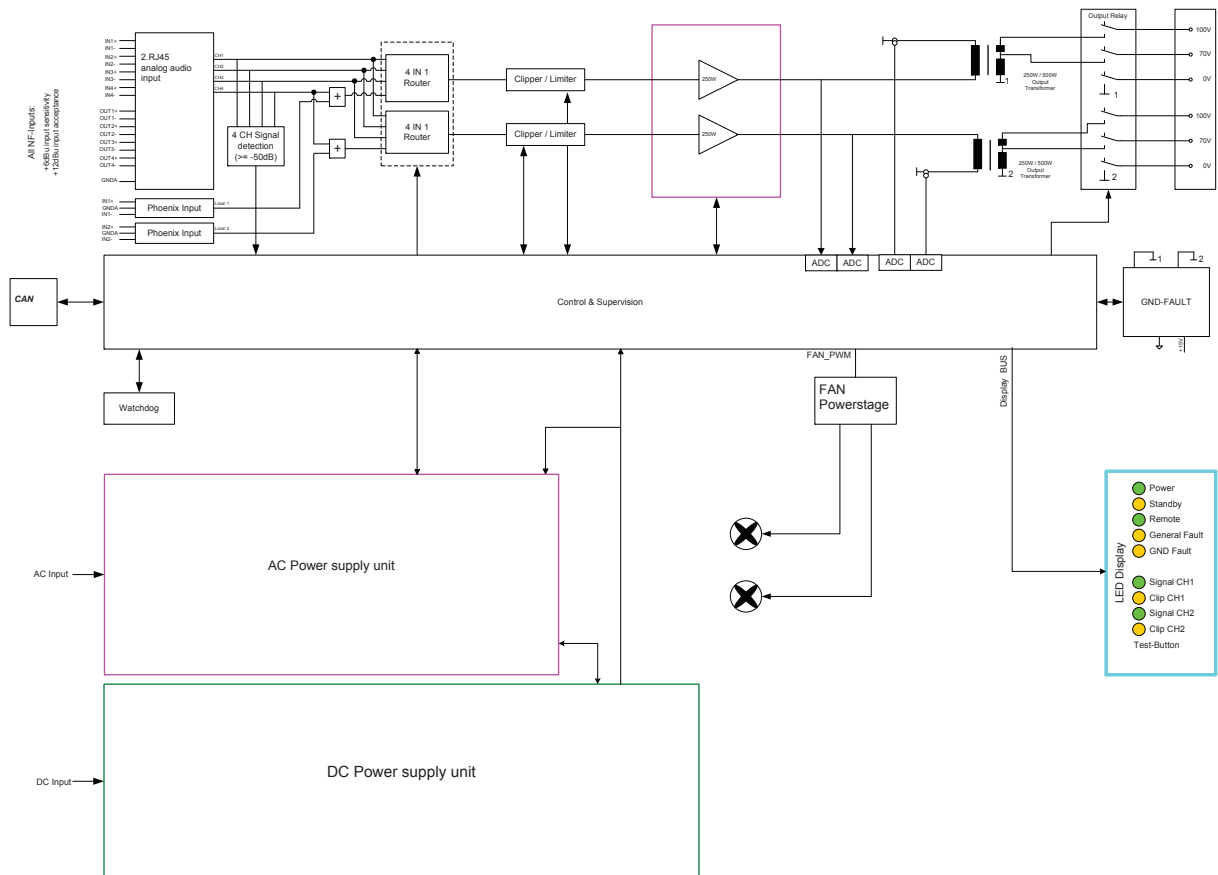 All NF-Inputs:
+6dBu input sensitivity
+12dBu input acceptance
IN1+
IN1-
IN2+
IN2-
IN3+
IN3-
IN4+
IN4-
OUT1+
OUT1-
OUT2+
OUT2-
OUT3+
OUT3-
OUT4+
OUT4-
GNDA
2.RJ45
analog audio
input
CH1
CH2
CH3
CH4
4 CH Signal
detection
(>= -50dB)
IN1+
GNDA
IN1-
Phoenix Input
Local 1
IN2+
GNDA
IN2-
Phoenix Input
Local 2
+
+
4 IN 1
Router
4 IN 1
Router
Clipper / Limiter
Clipper / Limiter
250W
250W
1
250W / 500W
Output
Transformer
2
250W / 500W
Output
Transformer
Output Relay
1
2
100V
70V
0V
100V
70V
0V
ADC
ADC
ADC
ADC
CAN
Control & Supervision
1
2
GND-FAULT
+15V
Watchdog
FAN_PWM
FAN
Powerstage
Display BUS
AC Input
AC Power supply unit
DC Input
DC Power supply unit
LED Display
Power
Standby
Remote
General Fault
GND Fault
Signal CH1
Clip CH1
Signal CH2
Clip CH2
Test-Button